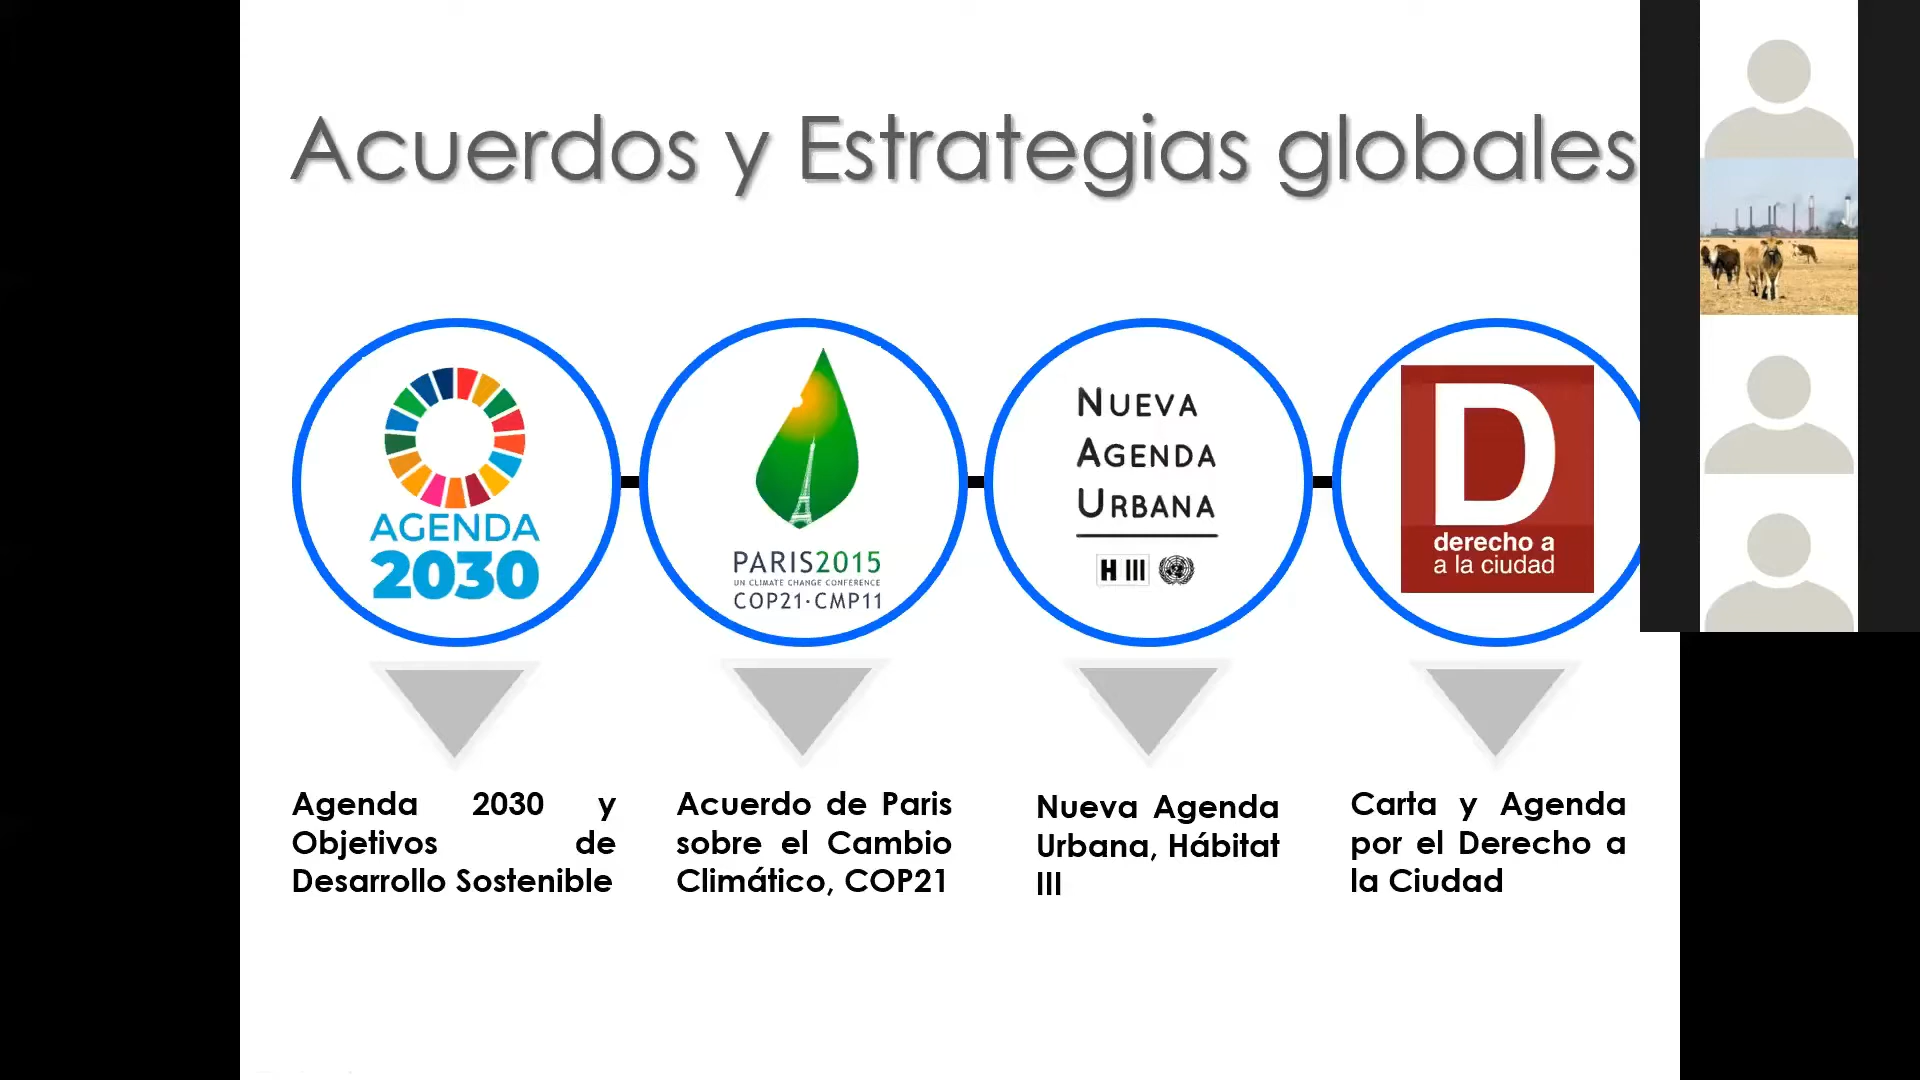 Acuerdos y Estrategias globales
AGENDA
2030
PARIS2015
UN CLIMATE CHANGE CONFERENCE
COP21·CMP11
NUEVA
AGENDA
URBANA
H III
D
derecho a
a la ciudad
Agenda 2030 y
Objetivos de
Desarrollo Sostenible
Acuerdo de Paris
sobre el Cambio
Climático, COP21
Nueva Agenda
Urbana, Hábitat
III
Carta y Agenda
por el Derecho a
la Ciudad